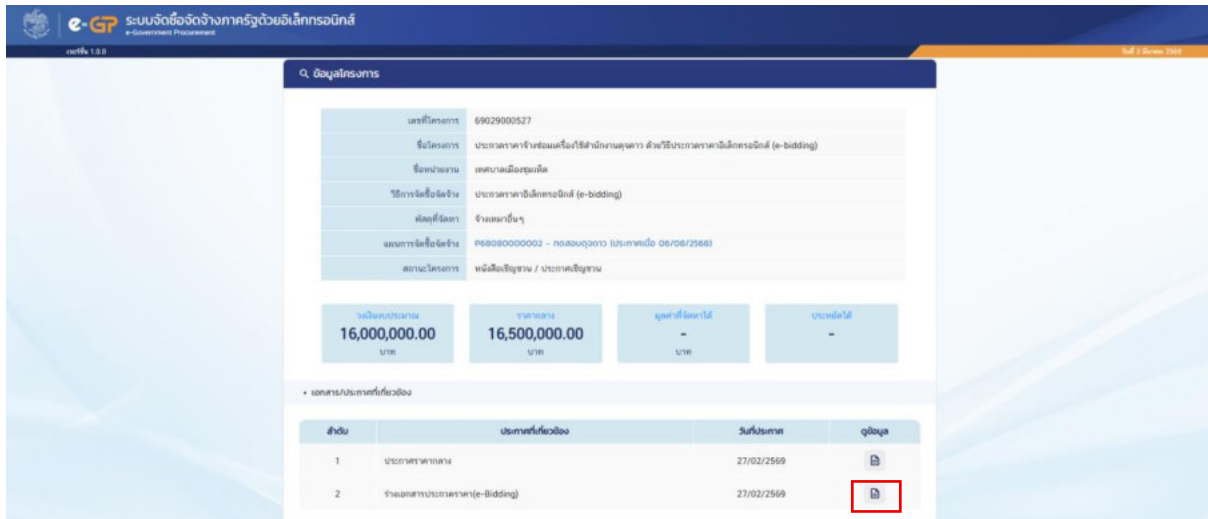 e-GP ระบบจัดซื้อจัดจ้างภาครัฐด้วยอิเล็กทรอนิกส์
e-Government Procurement
เวอร์ชั่น 1.0.0
วันที่ 2 มีนาคม 2569
ข้อมูลโครงการ
เลขที่โครงการ 69029000527
ชื่อโครงการ ประกวดราคาจ้างซ่อมเครื่องใช้สำนักงานดุจดาว ด้วยวิธีประกวดราคาอิเล็กทรอนิกส์ (e-bidding)
ชื่อหน่วยงาน เทศบาลเมืองชุมเห็ด
วิธีการจัดซื้อจัดจ้าง ประกวดราคาอิเล็กทรอนิกส์ (e-bidding)
พัสดุที่จัดหา จ้างเหมาอื่นๆ
แผนการจัดซื้อจัดจ้าง P68080000002 - ทดสอบดุจดาว (ประกาศเมื่อ 06/08/2568)
สถานะโครงการ หนังสือเชิญชวน / ประกาศเชิญชวน
วงเงินงบประมาณ ราคากลาง มูลค่าที่จัดหาได้ ประหยัดได้
16,000,000.00 16,500,000.00 - -
บาท บาท บาท
• เอกสาร/ประกาศที่เกี่ยวข้อง
ลำดับ ประกาศที่เกี่ยวข้อง วันที่ประกาศ ดูข้อมูล
1 ประกาศราคากลาง 27/02/2569
2 ร่างเอกสารประกวดราคา(e-Bidding) 27/02/2569